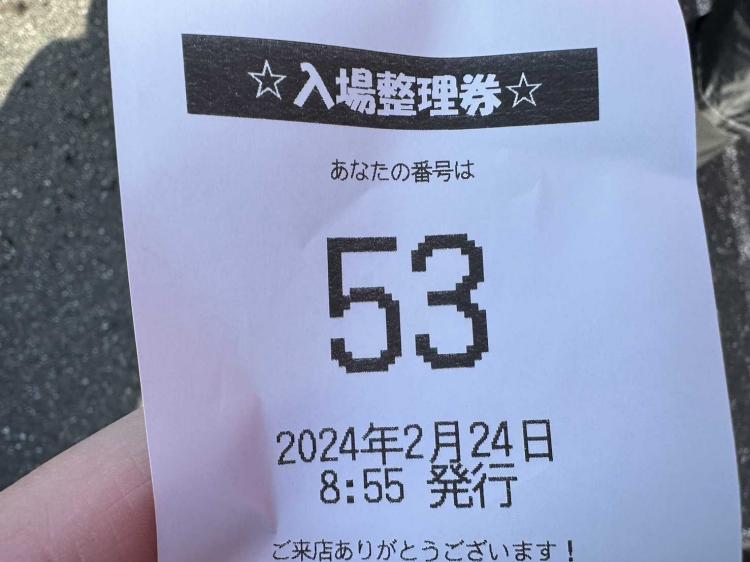 ☆入場整理券☆
あなたの番号は
53
2024年2月24日
8:55 発行
ご来店ありがとうございます！